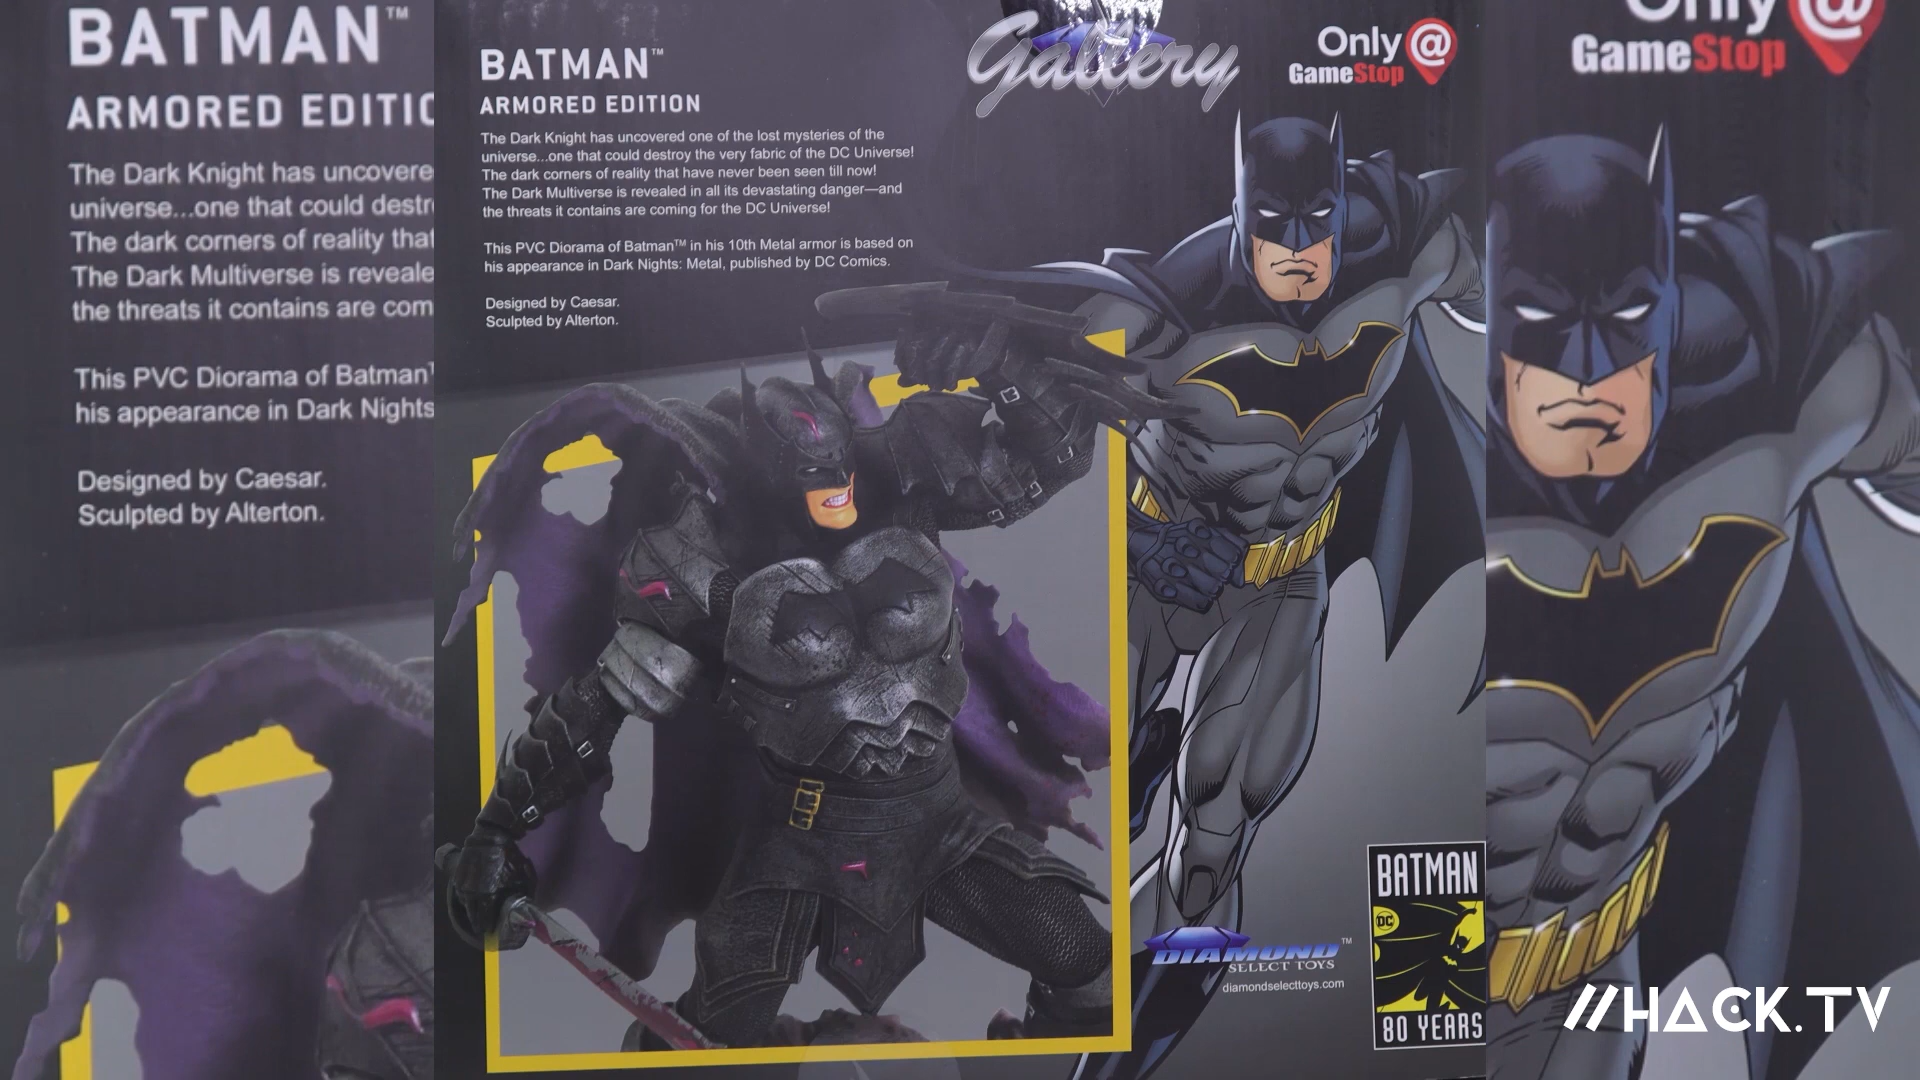 BATMAN™
ARMORED EDITIO
The Dark Knight has uncovere
universe...one that could destr
The dark corners of reality that
The Dark Multiverse is reveale
the threats it contains are com
This PVC Diorama of Batman™
his appearance in Dark Nights
Designed by Caesar.
Sculpted by Alterton.
BATMAN™
ARMORED EDITION
The Dark Knight has uncovered one of the lost mysteries of the
universe...one that could destroy the very fabric of the DC Universe!
The dark corners of reality that have never been seen till now!
The Dark Multiverse is revealed in all its devastating danger—and
the threats it contains are coming for the DC Universe!
This PVC Diorama of Batman™ in his 10th Metal armor is based on
his appearance in Dark Nights: Metal, published by DC Comics.
Designed by Caesar.
Sculpted by Alterton.
Gallery
Only @
GameStop
DIAMOND™
SELECT TOYS
diamondselecttoys.com
BATMAN
DC
80 YEARS
Only @
GameStop
//HACK.TV